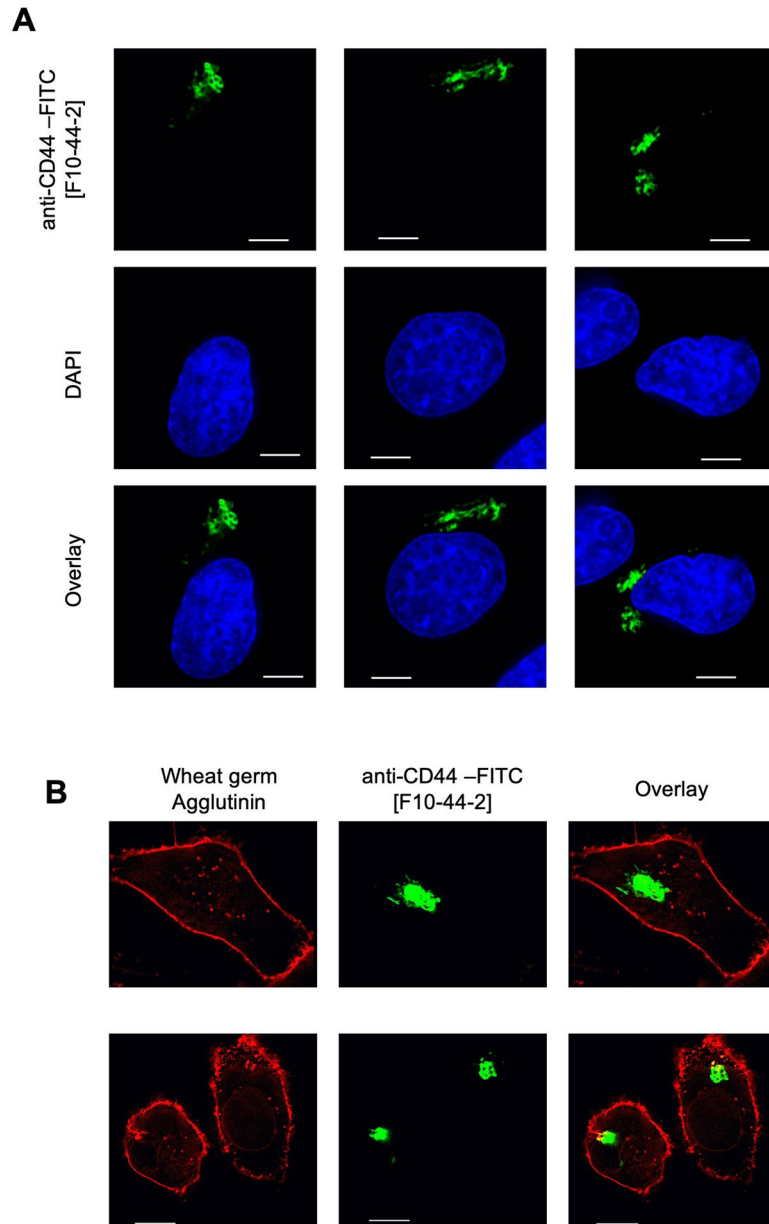 A
anti-CD44 –FITC
[F10-44-2]
DAPI
Overlay
B
Wheat germ
Agglutinin
anti-CD44 –FITC
[F10-44-2]
Overlay